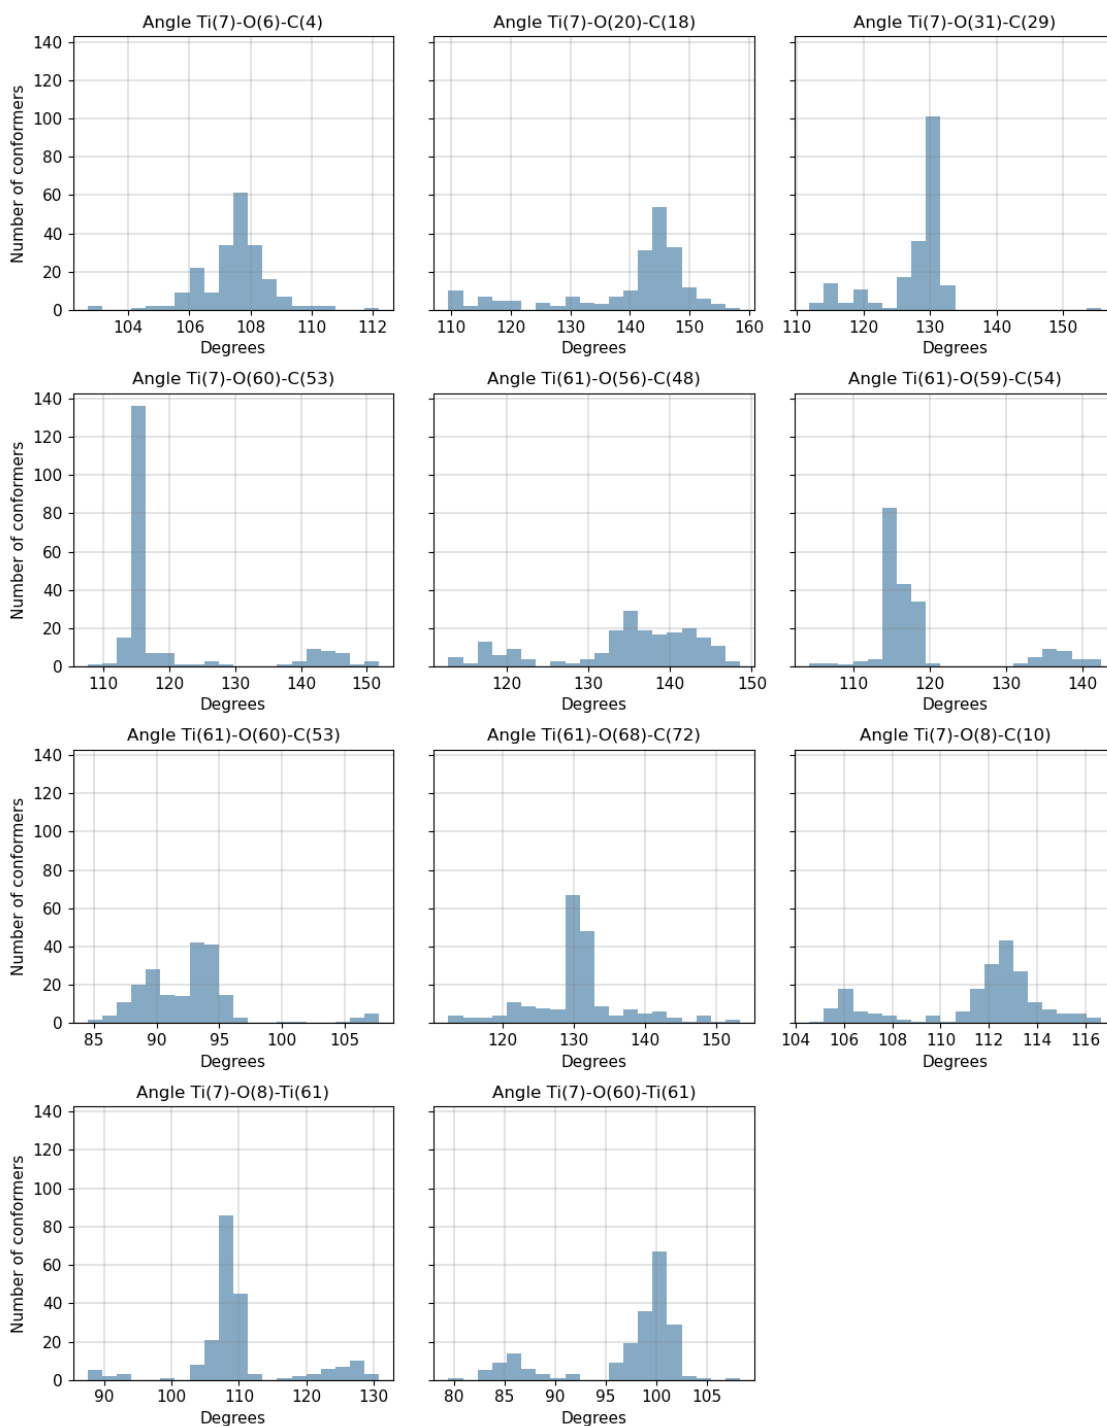 Angle Ti(7)-O(6)-C(4)
Angle Ti(7)-O(20)-C(18)
Angle Ti(7)-O(31)-C(29)
Number of conformers
140
120
100
80
60
40
20
0
104 106 108 110 112
110 120 130 140 150 160
110 120 130 140 150
Degrees
Degrees
Degrees
Angle Ti(7)-O(60)-C(53)
Angle Ti(61)-O(56)-C(48)
Angle Ti(61)-O(59)-C(54)
Number of conformers
140
120
100
80
60
40
20
0
110 120 130 140 150
120 130 140 150
110 120 130 140
Degrees
Degrees
Degrees
Angle Ti(61)-O(60)-C(53)
Angle Ti(61)-O(68)-C(72)
Angle Ti(7)-O(8)-C(10)
Number of conformers
140
120
100
80
60
40
20
0
85 90 95 100 105
120 130 140 150
104 106 108 110 112 114 116
Degrees
Degrees
Degrees
Angle Ti(7)-O(8)-Ti(61)
Angle Ti(7)-O(60)-Ti(61)
Number of conformers
140
120
100
80
60
40
20
0
90 100 110 120 130
80 85 90 95 100 105
Degrees
Degrees